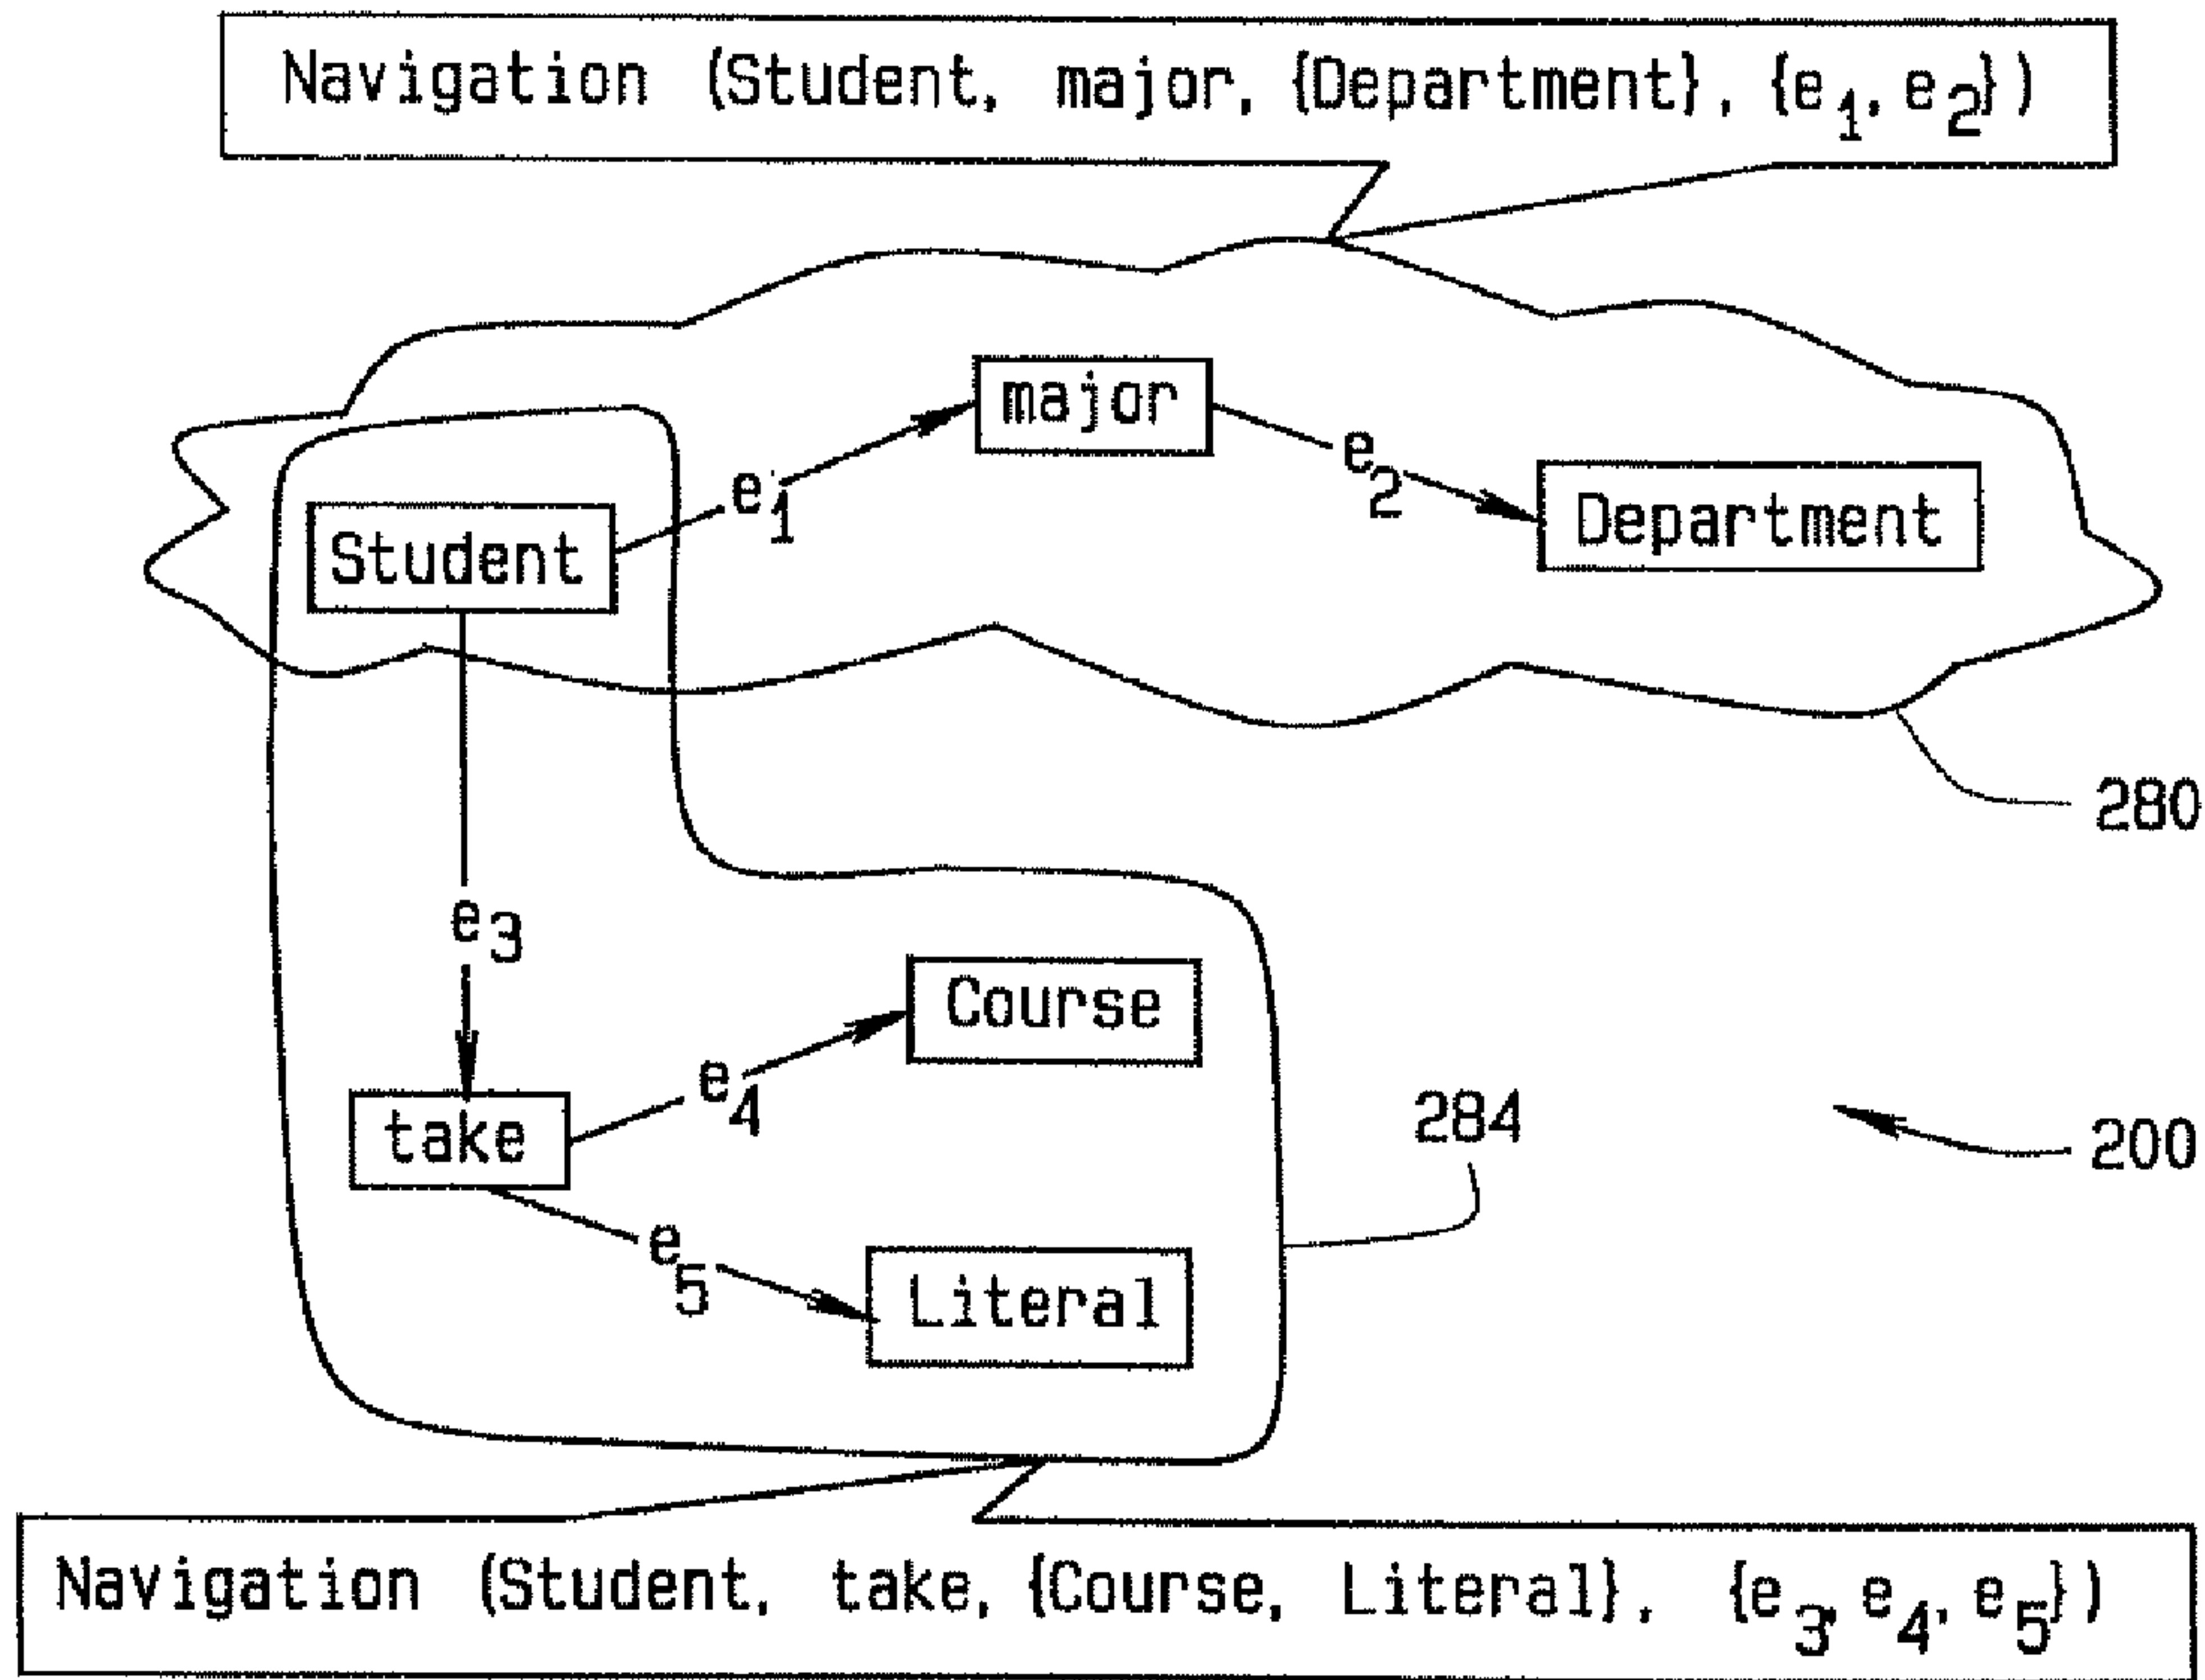 Navigation (Student, major, {Department}, {e₁, e₂})
major
e₁
e₂
Department
Student
280
e₃
Course
e₄
284
take
200
e₅
Literal
Navigation (Student, take, {Course, Literal}, {e₃, e₄, e₅})